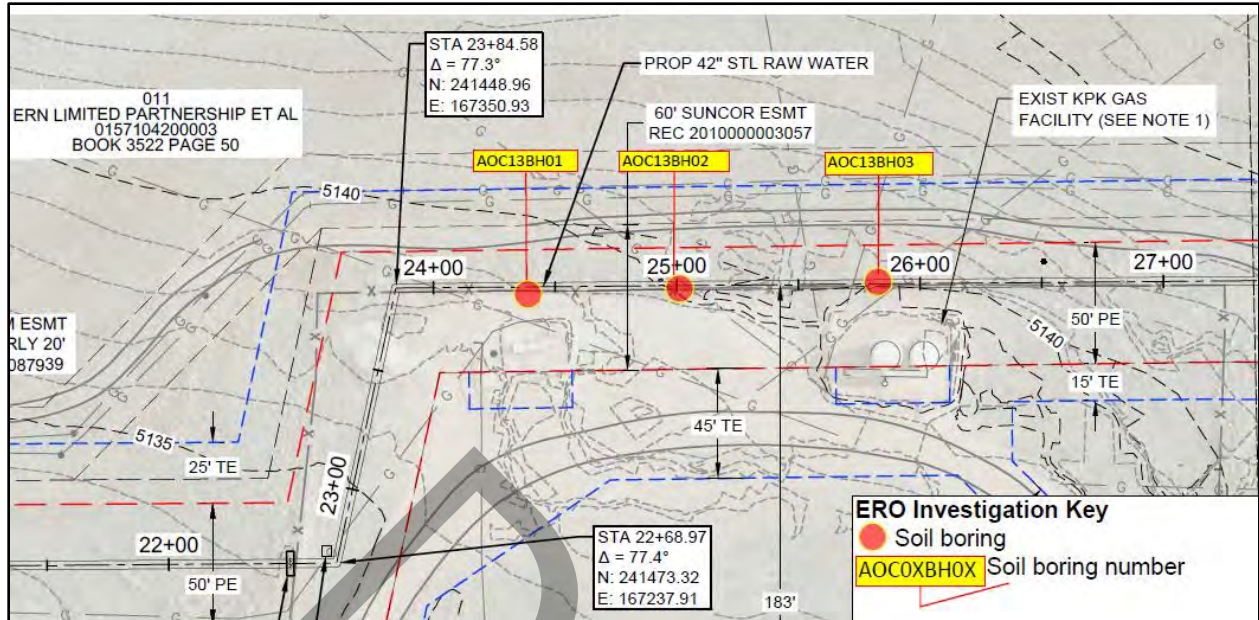 STA 23+84.58
Δ = 77.3°
N: 241448.96
E: 167350.93
PROP 42" STL RAW WATER
011
ERN LIMITED PARTNERSHIP ET AL
0157104200003
BOOK 3522 PAGE 50
60' SUNCOR ESMT
REC 2010000003057
EXIST KPK GAS
FACILITY (SEE NOTE 1)
AOC13BH01
AOC13BH02
AOC13BH03
5140
24+00
25+00
26+00
27+00
M ESMT
RLY 20'
087939
50' PE
5140
15' TE
5135
25' TE
45' TE
23+00
22+00
50' PE
STA 22+68.97
Δ = 77.4°
N: 241473.32
E: 167237.91
183'
ERO Investigation Key
Soil boring
AOC0XBH0X Soil boring number